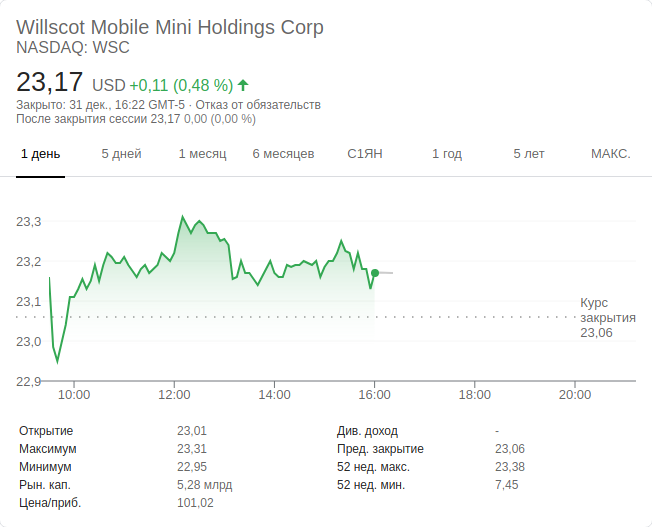 Willscot Mobile Mini Holdings Corp
NASDAQ: WSC
23,17 USD +0,11 (0,48 %)
Закрыто: 31 дек., 16:22 GMT-5 · Отказ от обязательств
После закрытия сессии 23,17 0,00 (0,00 %)
1 день 5 дней 1 месяц 6 месяцев С1ЯН 1 год 5 лет МАКС.
23,3
23,2
23,1
23,0
22,9
Курс
закрытия
23,06
10:00 12:00 14:00 16:00 18:00 20:00
Открытие 23,01 Див. доход -
Максимум 23,31 Пред. закрытие 23,06
Минимум 22,95 52 нед. макс. 23,38
Рын. кап. 5,28 млрд 52 нед. мин. 7,45
Цена/приб. 101,02